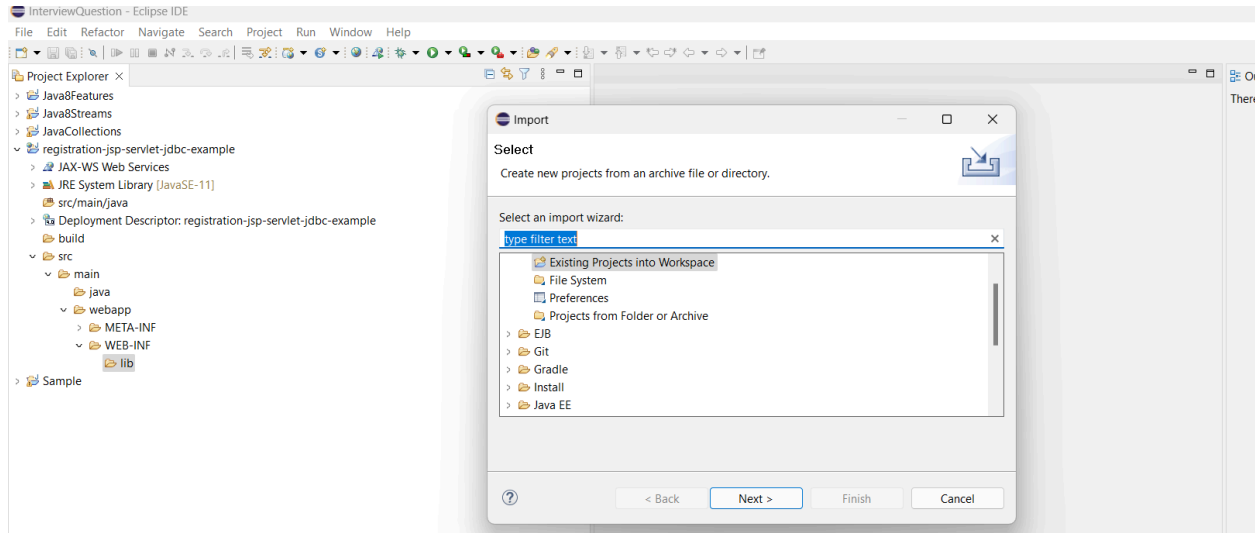 InterviewQuestion - Eclipse IDE
File Edit Refactor Navigate Search Project Run Window Help
Project Explorer
Java8Features
Java8Streams
JavaCollections
registration-jsp-servlet-jdbc-example
JAX-WS Web Services
JRE System Library [JavaSE-11]
src/main/java
Deployment Descriptor: registration-jsp-servlet-jdbc-example
build
src
main
java
webapp
META-INF
WEB-INF
lib
Sample
Import
Select
Create new projects from an archive file or directory.
Select an import wizard:
type filter text
Existing Projects into Workspace
File System
Preferences
Projects from Folder or Archive
EJB
Git
Gradle
Install
Java EE
< Back Next > Finish Cancel